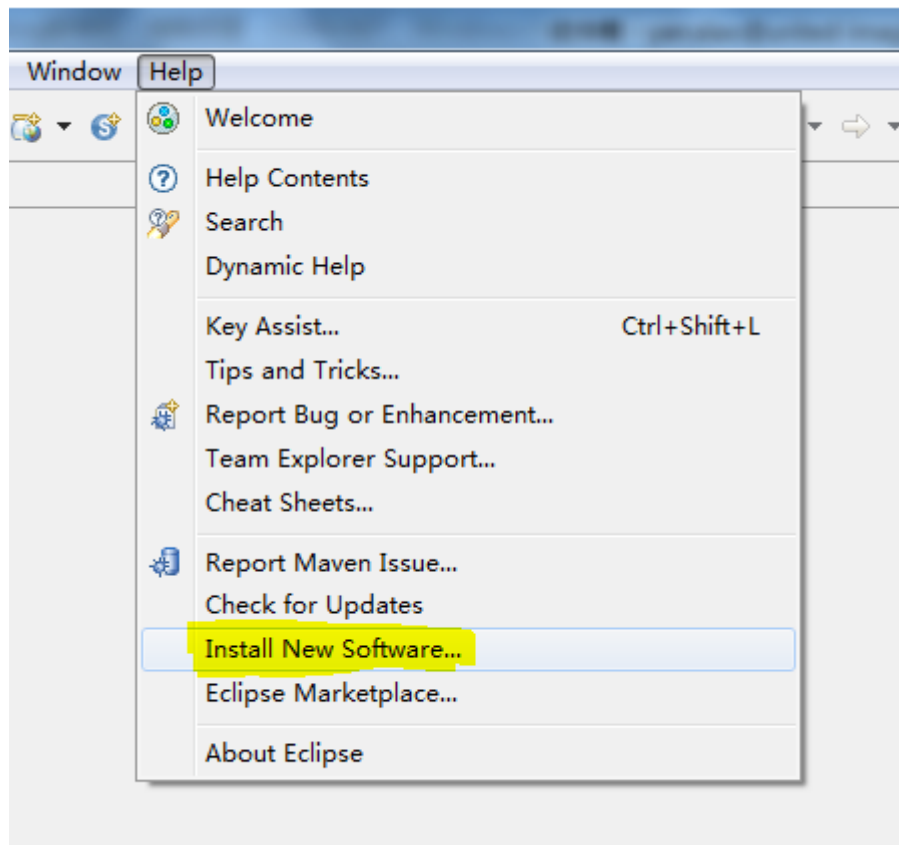 Window Help
Welcome
Help Contents
Search
Dynamic Help
Key Assist... Ctrl+Shift+L
Tips and Tricks...
Report Bug or Enhancement...
Team Explorer Support...
Cheat Sheets...
Report Maven Issue...
Check for Updates
Install New Software...
Eclipse Marketplace...
About Eclipse